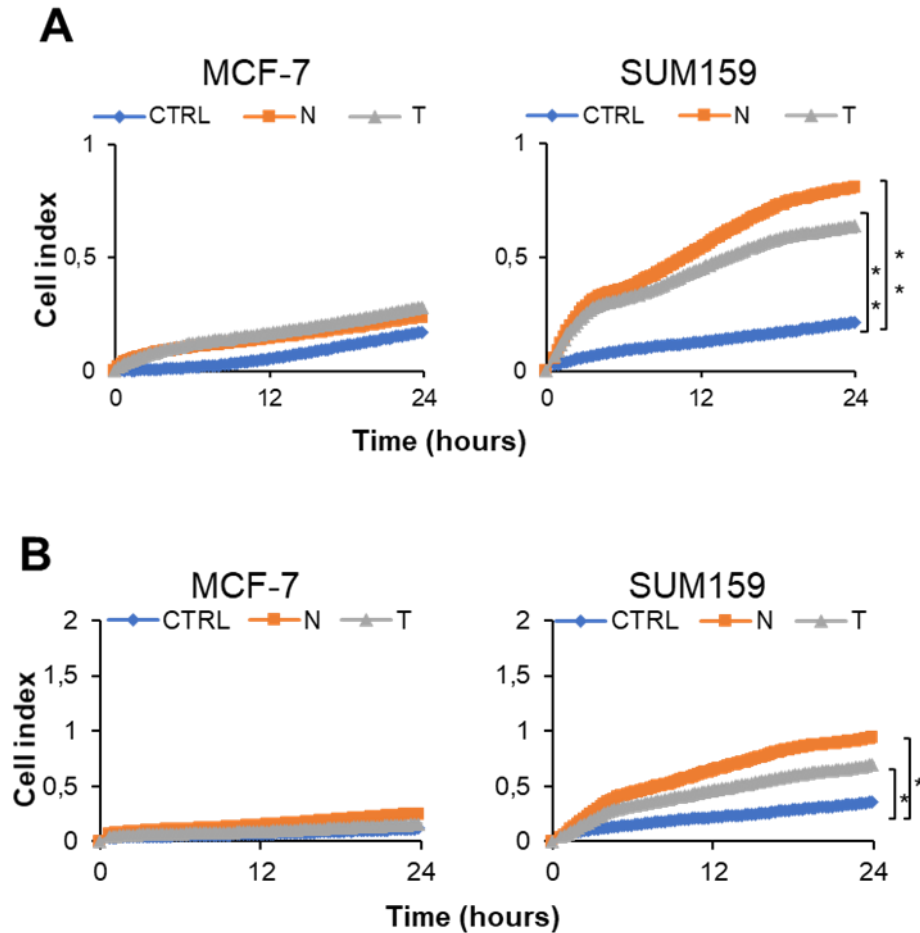 A
MCF-7
CTRL N T
1
0,5
0
0 12 24
Cell index
SUM159
CTRL N T
1
0,5
0
0 12 24
* *
* *
Time (hours)
B
MCF-7
CTRL N T
2
1,5
1
0,5
0
0 12 24
Cell index
SUM159
CTRL N T
2
1,5
1
0,5
0
0 12 24
*
*
Time (hours)